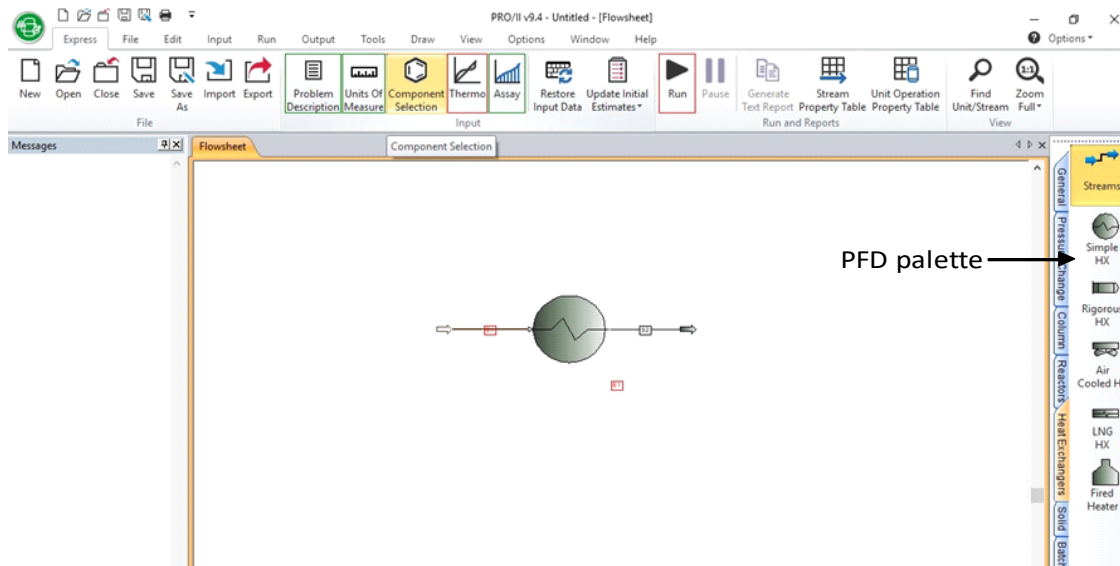 PRO/II v9.4 - Untitled - [Flowsheet]
Express File Edit Input Run Output Tools Draw View Options Window Help
Options
New Open Close Save Save As Import Export
File
Problem Description Units Of Measure Component Selection Thermo Assay Restore Input Data Update Initial Estimates
Input
Run Pause Generate Text Report Stream Property Table Unit Operation Property Table
Run and Reports
Find Unit/Stream Zoom Full
View
Messages
Flowsheet
Component Selection
General
Pressure Change
Column
Reactors
Heat Exchangers
Solid
Batch
Streams
Simple
HX
Rigorous
HX
Air
Cooled H
LNG
HX
Fired
Heater
PFD palette